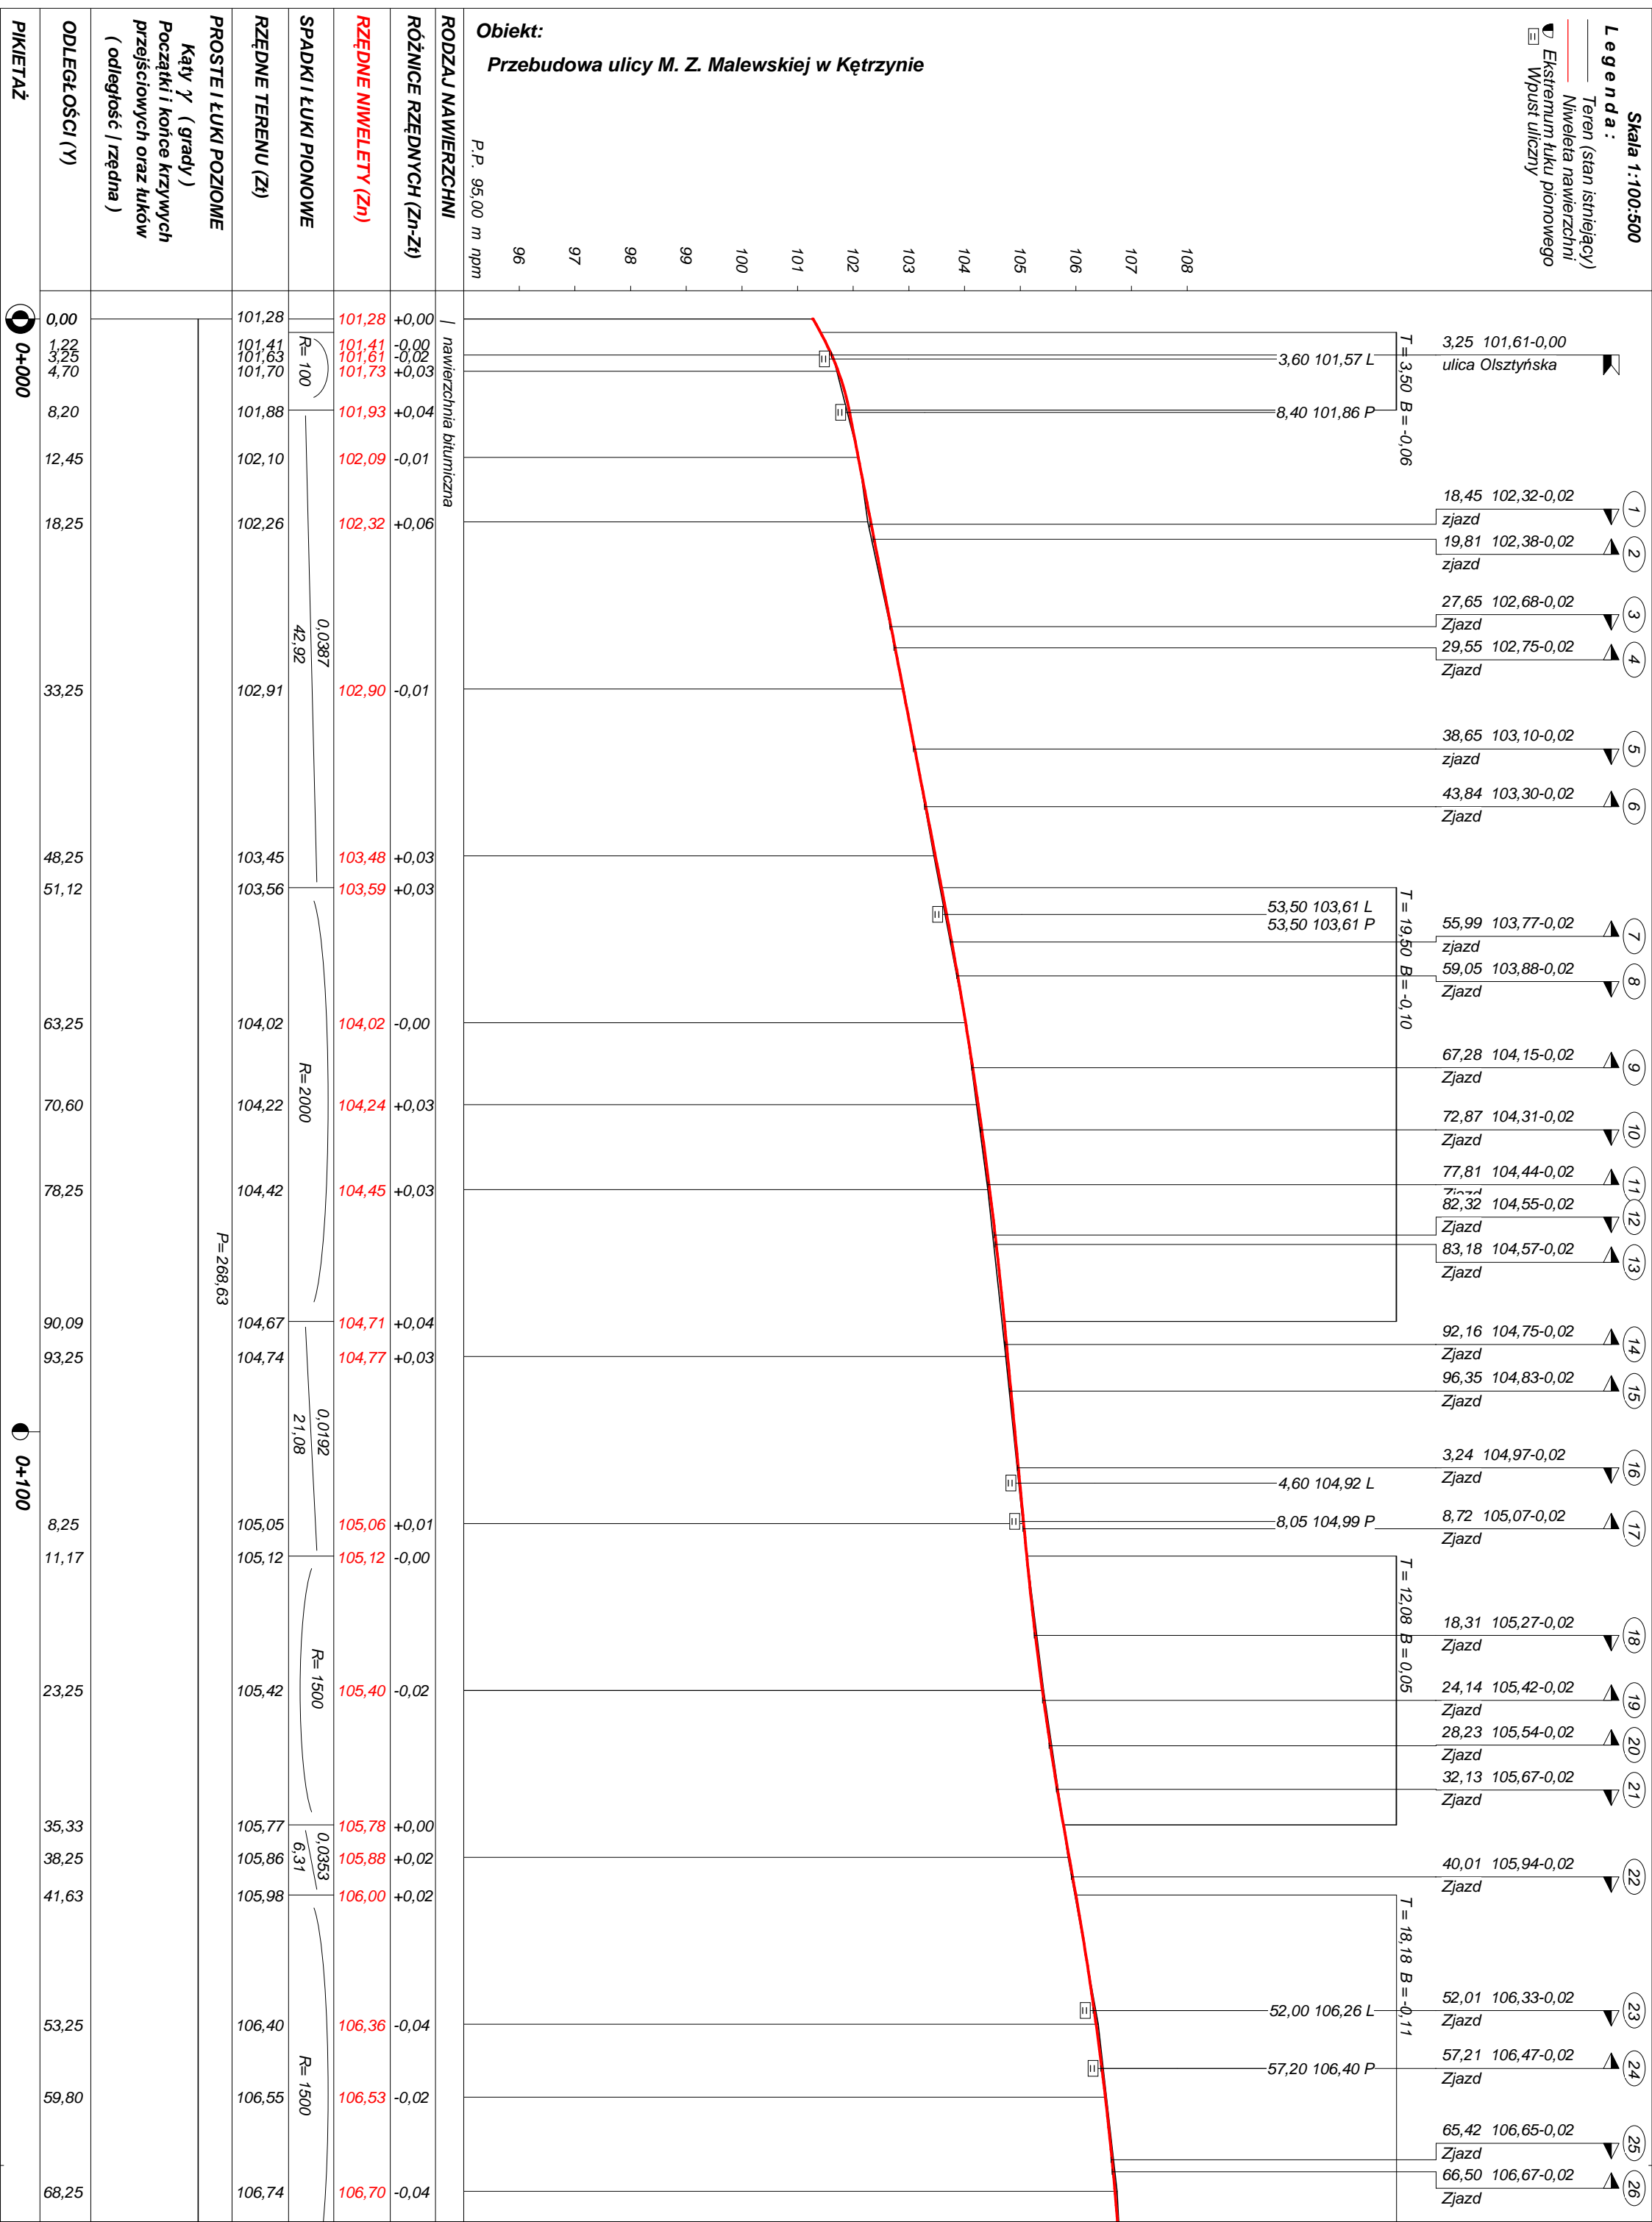 Skala 1:100:500
Legenda:
Teren (stan istniejący)
Niweleta nawierzchni
Ekstremum łuku pionowego
Wpust uliczny
Obiekt:
Przebudowa ulicy M. Z. Malewskiej w Kętrzynie
1 2 3 4 5 6 7 8 9 10 11 12 13 14 15 16 17 18 19 20 21 22 23 24 25 26
3,25 101,61-0,00
ulica Olsztyńska
18,45 102,32-0,02
zjazd
19,81 102,38-0,02
zjazd
27,65 102,68-0,02
Zjazd
29,55 102,75-0,02
Zjazd
38,65 103,10-0,02
zjazd
43,84 103,30-0,02
Zjazd
55,99 103,77-0,02
zjazd
59,05 103,88-0,02
Zjazd
67,28 104,15-0,02
Zjazd
72,87 104,31-0,02
Zjazd
77,81 104,44-0,02
Zjazd
82,32 104,55-0,02
Zjazd
83,18 104,57-0,02
Zjazd
92,16 104,75-0,02
Zjazd
96,35 104,83-0,02
Zjazd
3,24 104,97-0,02
Zjazd
8,72 105,07-0,02
Zjazd
18,31 105,27-0,02
Zjazd
24,14 105,42-0,02
Zjazd
28,23 105,54-0,02
Zjazd
32,13 105,67-0,02
Zjazd
40,01 105,94-0,02
Zjazd
52,01 106,33-0,02
Zjazd
57,21 106,47-0,02
Zjazd
65,42 106,65-0,02
Zjazd
66,50 106,67-0,02
Zjazd
T = 3,50 B = -0,06
T = 19,50 B = -0,10
T = 12,08 B = 0,05
T = 18,18 B = -0,11
3,60 101,57 L
8,40 101,86 P
53,50 103,61 L
53,50 103,61 P
4,60 104,92 L
8,05 104,99 P
52,00 106,26 L
57,20 106,40 P
108
107
106
105
104
103
102
101
100
99
98
97
96
P.P. 95,00 m npm
RODZAJ NAWIERZCHNI | nawierzchnia bitumiczna
RÓŻNICE RZĘDNYCH (Zn-Zt) +0,00 -0,00 -0,02 +0,03 +0,04 -0,01 +0,06 -0,01 +0,03 +0,03 -0,00 +0,03 +0,03 +0,04 +0,03 +0,01 -0,00 -0,02 +0,00 +0,02 +0,02 -0,04 -0,02 -0,04
RZĘDNE NIWELETY (Zn) 101,28 101,41 101,61 101,73 101,93 102,09 102,32 102,90 103,48 103,59 104,02 104,24 104,45 104,71 104,77 105,06 105,12 105,40 105,78 105,88 106,00 106,36 106,53 106,70
SPADKI I ŁUKI PIONOWE R= 100 0,0387 42,92 R= 2000 0,0192 21,08 R= 1500 0,0353 6,31 R= 1500
RZĘDNE TERENU (Zt) 101,28 101,41 101,63 101,70 101,88 102,10 102,26 102,91 103,45 103,56 104,02 104,22 104,42 104,67 104,74 105,05 105,12 105,42 105,77 105,86 105,98 106,40 106,55 106,74
PROSTE I ŁUKI POZIOME P= 268,63
Kąty γ ( grady )
Początki i końce krzywych
przejściowych oraz łuków
( odległość | rzędna )
ODLEGŁOŚCI (Y) 0,00 1,22 3,25 4,70 8,20 12,45 18,25 33,25 48,25 51,12 63,25 70,60 78,25 90,09 93,25 8,25 11,17 23,25 35,33 38,25 41,63 53,25 59,80 68,25
PIKIETAŻ 0+000 0+100